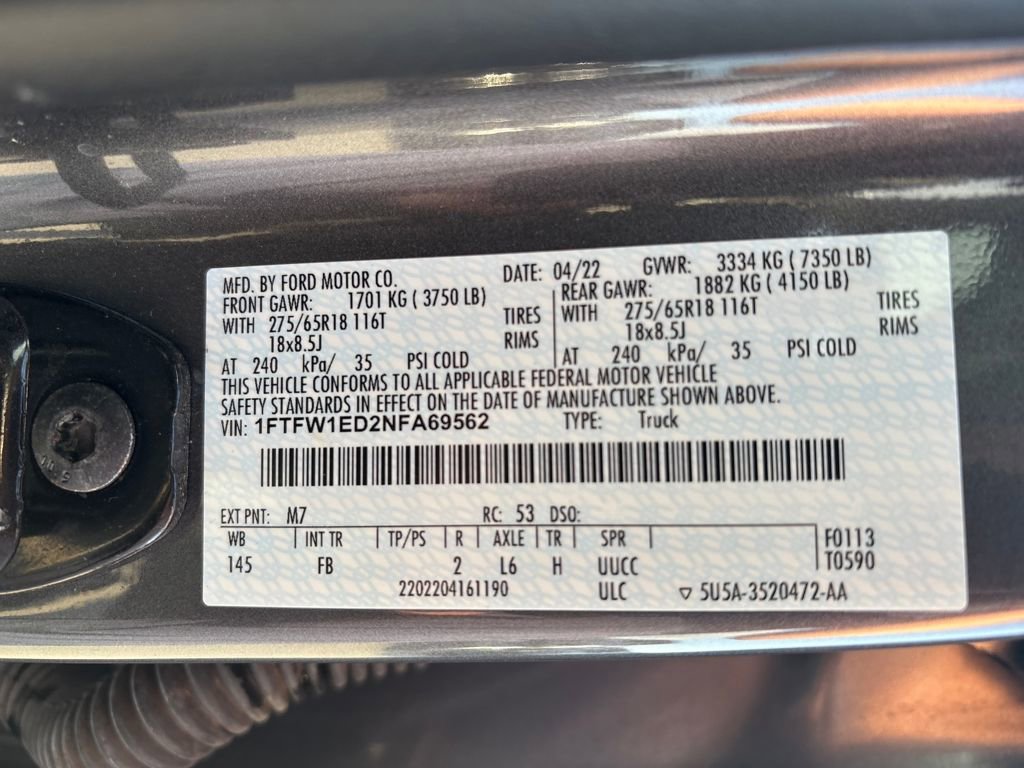 MFD. BY FORD MOTOR CO. DATE: 04/22 GVWR: 3334 KG ( 7350 LB)
FRONT GAWR: 1701 KG ( 3750 LB) REAR GAWR: 1882 KG ( 4150 LB)
WITH 275/65R18 116T TIRES WITH 275/65R18 116T TIRES
18x8.5J RIMS 18x8.5J RIMS
AT 240 kPa/ 35 PSI COLD AT 240 kPa/ 35 PSI COLD
THIS VEHICLE CONFORMS TO ALL APPLICABLE FEDERAL MOTOR VEHICLE
SAFETY STANDARDS IN EFFECT ON THE DATE OF MANUFACTURE SHOWN ABOVE.
VIN: 1FTFW1ED2NFA69562 TYPE: Truck
EXT PNT: M7 RC: 53 DSO:
WB INT TR TP/PS R AXLE TR SPR F0113
145 FB 2 L6 H UUCC T0590
2202204161190 ULC ▽ 5U5A-3520472-AA